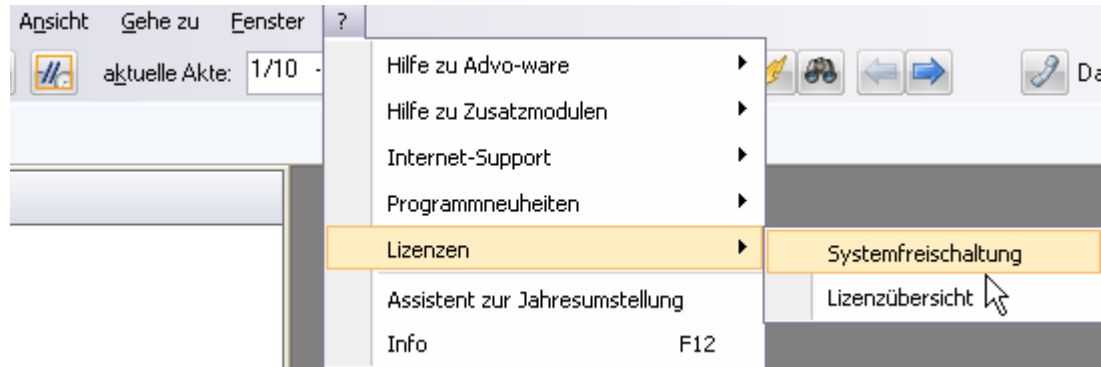 Ansicht Gehe zu Fenster ?
aktuelle Akte: 1/10 - Da
Hilfe zu Advo-ware
Hilfe zu Zusatzmodulen
Internet-Support
Programmneuheiten
Lizenzen
Systemfreischaltung
Lizenzübersicht
Assistent zur Jahresumstellung
Info F12